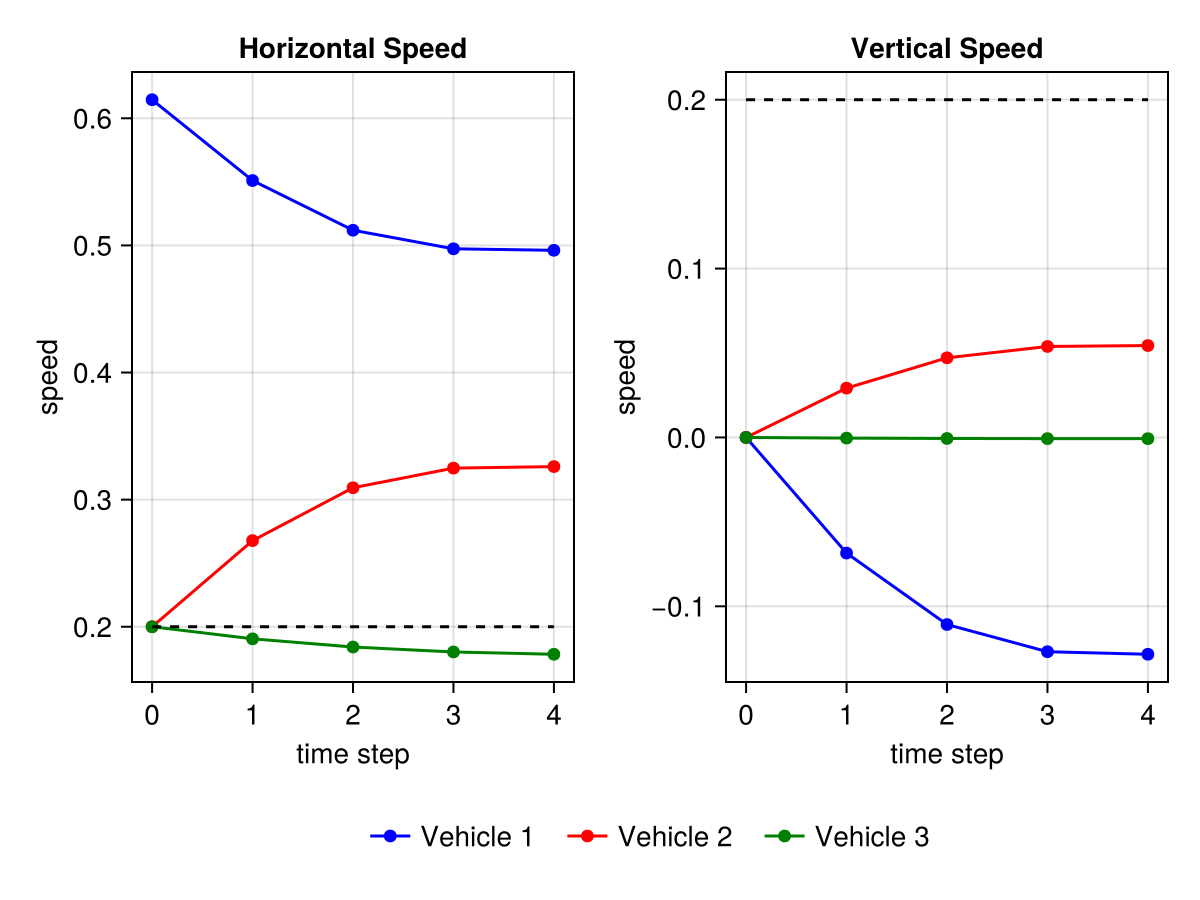 Horizontal Speed
0.6
0.5
0.4
0.3
0.2
speed
0
1
2
3
4
time step
Vertical Speed
0.2
0.1
0.0
−0.1
speed
0
1
2
3
4
time step
Vehicle 1
Vehicle 2
Vehicle 3